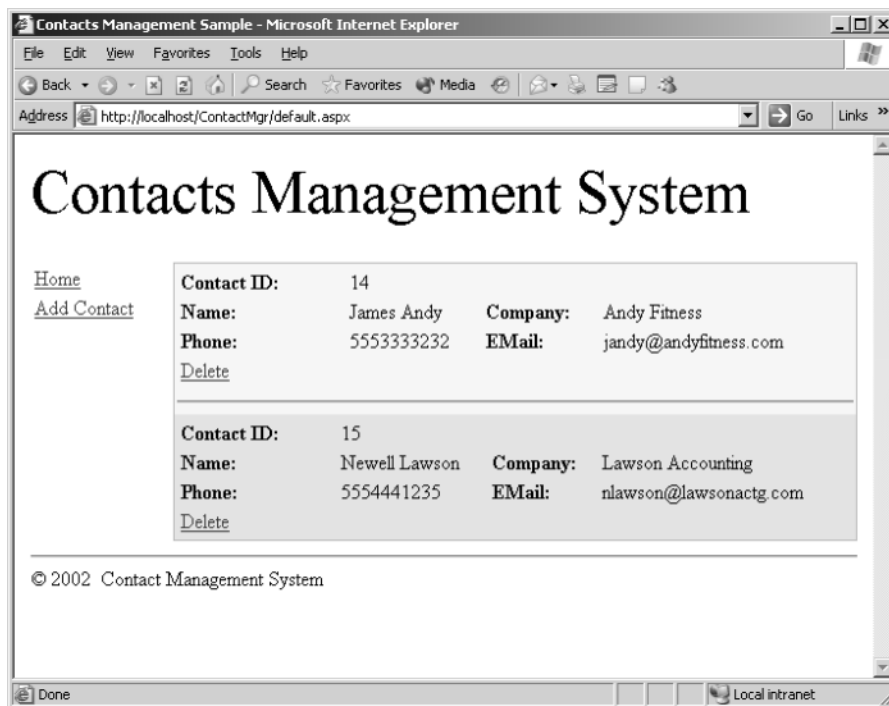 Contacts Management Sample - Microsoft Internet Explorer
File Edit View Favorites Tools Help
Back Search Favorites Media
Address http://localhost/ContactMgr/default.aspx Go Links »
Contacts Management System
Home
Add Contact
Contact ID: 14
Name: James Andy Company: Andy Fitness
Phone: 5553333232 EMail: jandy@andyfitness.com
Delete
Contact ID: 15
Name: Newell Lawson Company: Lawson Accounting
Phone: 5554441235 EMail: nlawson@lawsonactg.com
Delete
© 2002 Contact Management System
Done Local intranet